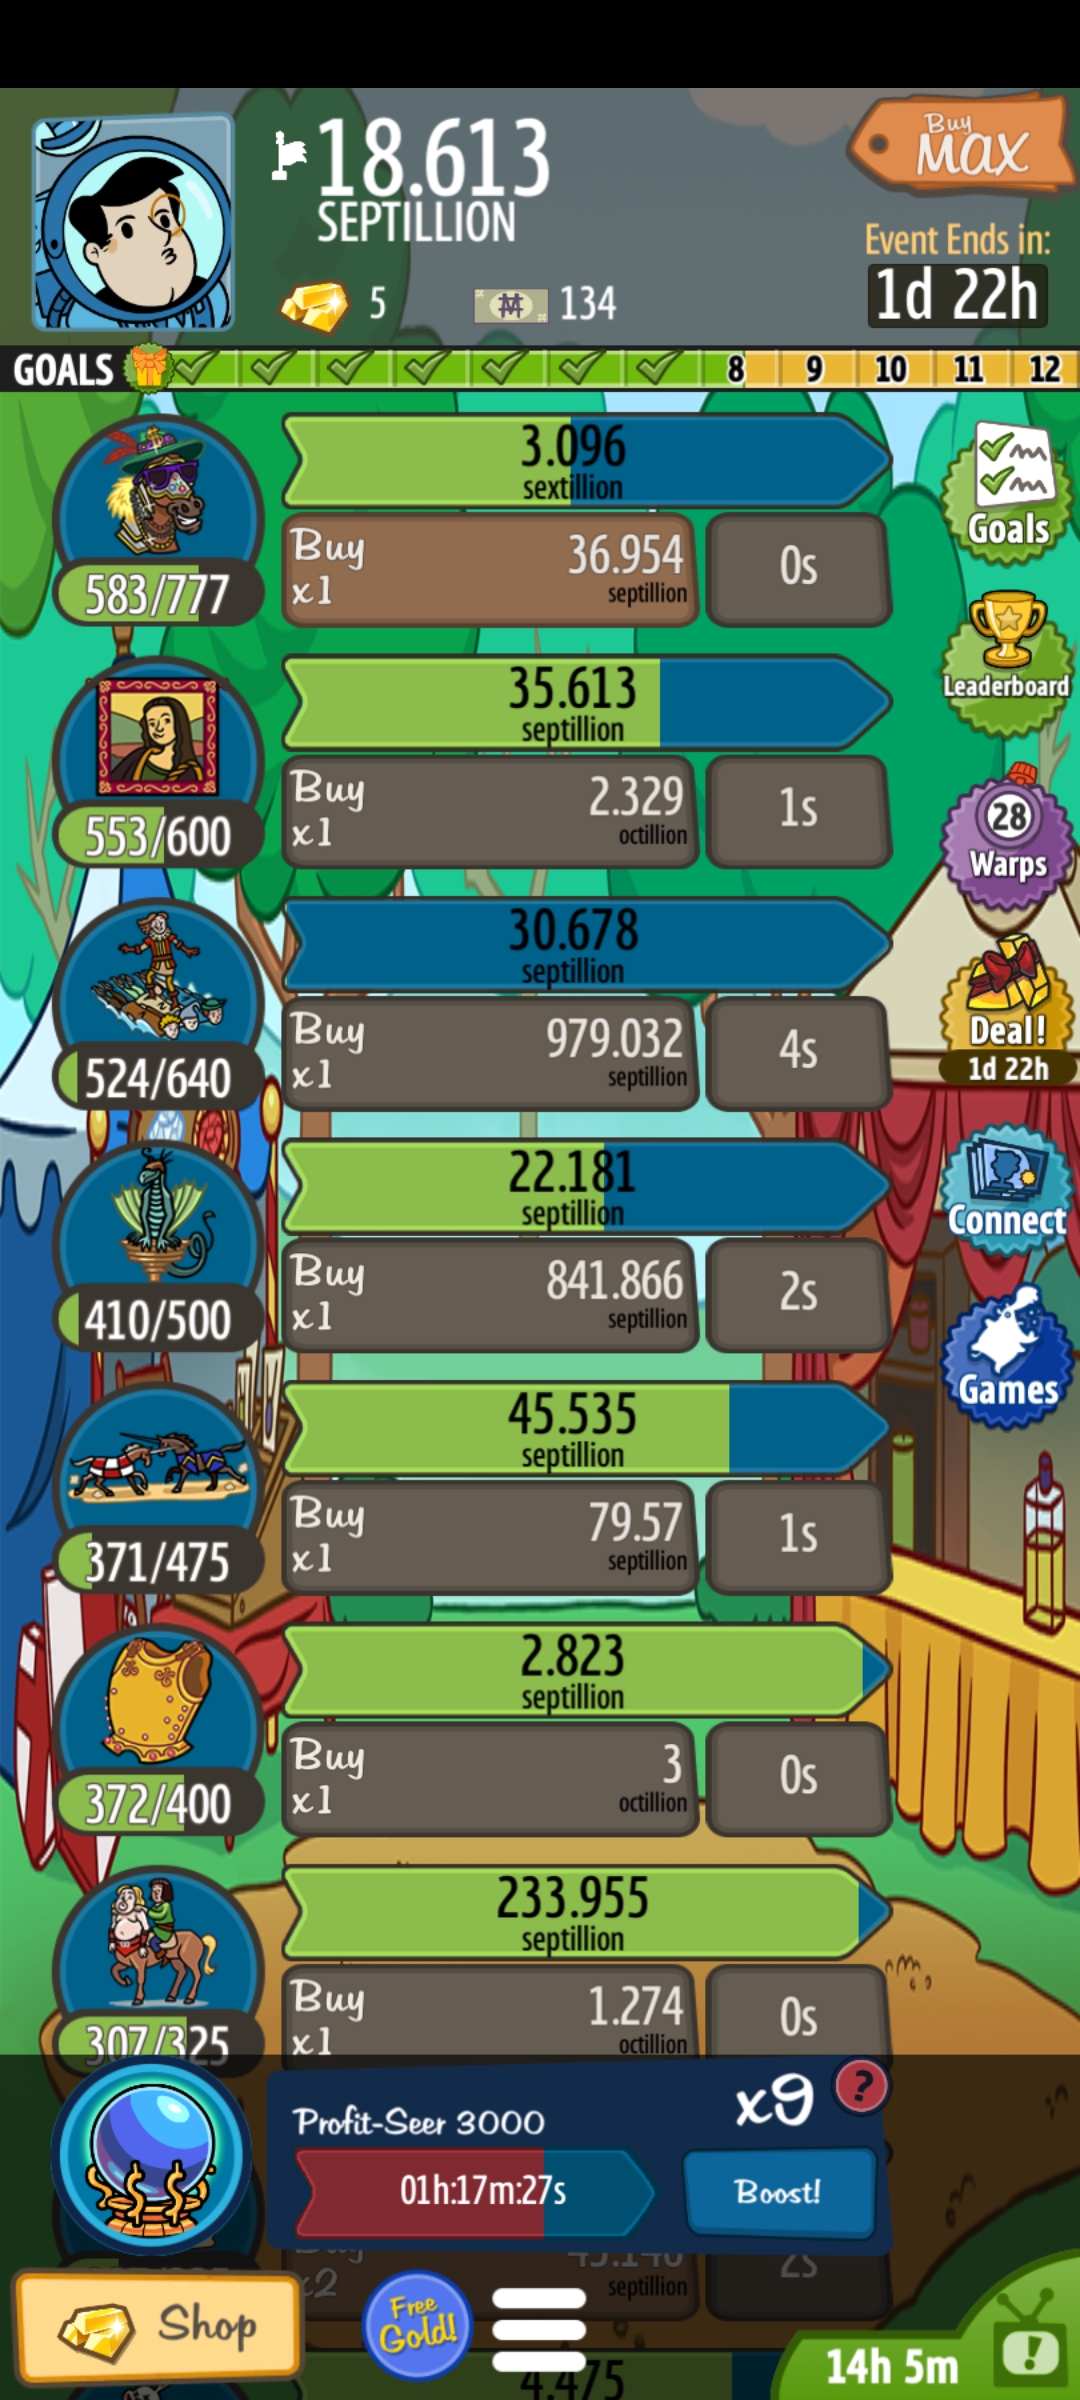 18.613
SEPTILLION
Buy
MAX
5
134
Event Ends in:
1d 22h
GOALS
8 9 10 11 12
3.096
sextillion
583/777
Buy
x1
36.954
septillion
0s
Goals
35.613
septillion
553/600
Buy
x1
2.329
octillion
1s
Leaderboard
28
Warps
30.678
septillion
524/640
Buy
x1
979.032
septillion
4s
Deal!
1d 22h
22.181
septillion
410/500
Buy
x1
841.866
septillion
2s
Connect
Games
45.535
septillion
371/475
Buy
x1
79.57
septillion
1s
2.823
septillion
372/400
Buy
x1
3
octillion
0s
233.955
septillion
307/325
Buy
x1
1.274
octillion
0s
Profit-Seer 3000
x9
?
01h:17m:27s
Boost!
Buy
x2
septillion
2s
Shop
Free
Gold!
4.475
14h 5m
!